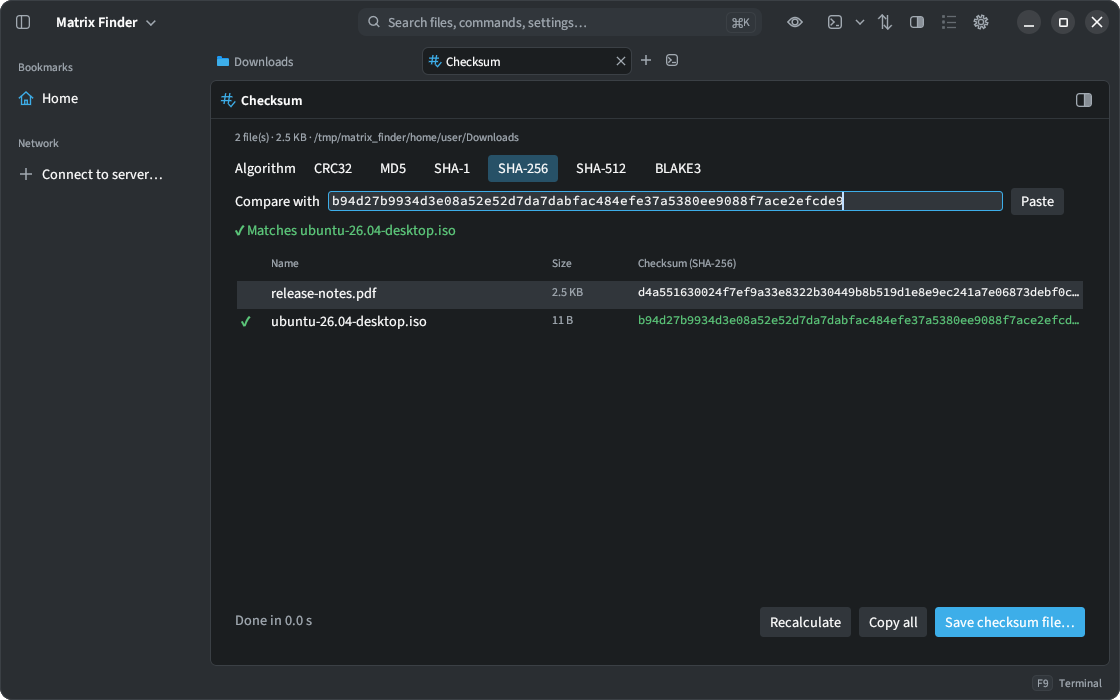 Matrix Finder
Search files, commands, settings… ⌘K
Bookmarks
Home
Network
Connect to server…
Downloads
Checksum
Checksum
2 file(s) · 2.5 KB · /tmp/matrix_finder/home/user/Downloads
Algorithm CRC32 MD5 SHA-1 SHA-256 SHA-512 BLAKE3
Compare with b94d27b9934d3e08a52e52d7da7dabfac484efe37a5380ee9088f7ace2efcde9 Paste
✓ Matches ubuntu-26.04-desktop.iso
Name Size Checksum (SHA-256)
release-notes.pdf 2.5 KB d4a551630024f7ef9a33e8322b30449b8b519d1e8e9ec241a7e06873debf0c…
✓ ubuntu-26.04-desktop.iso 11 B b94d27b9934d3e08a52e52d7da7dabfac484efe37a5380ee9088f7ace2efcd…
Done in 0.0 s
Recalculate Copy all Save checksum file…
F9 Terminal